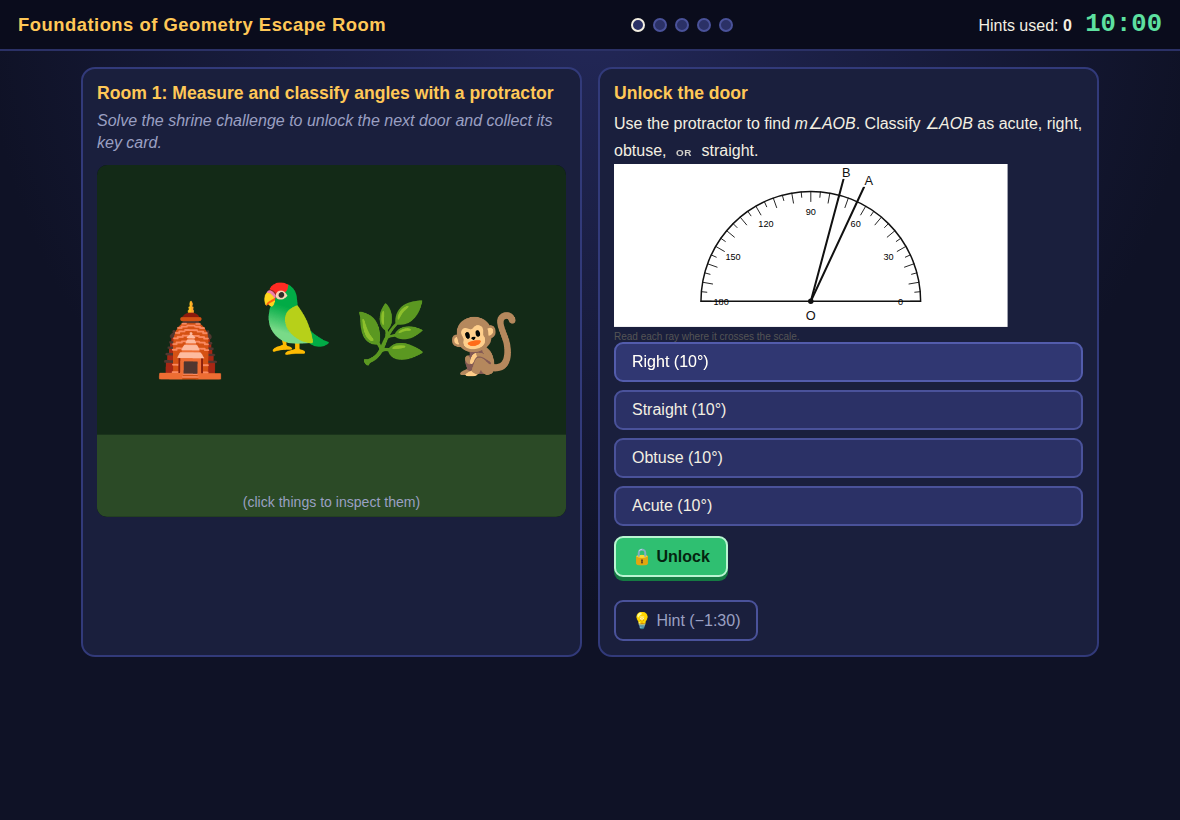 Foundations of Geometry Escape Room
Hints used: 0 10:00
Room 1: Measure and classify angles with a protractor
Solve the shrine challenge to unlock the next door and collect its
key card.
(click things to inspect them)
Unlock the door
Use the protractor to find m∠AOB. Classify ∠AOB as acute, right,
obtuse, OR straight.
B
A
90
120
60
150
30
180
0
O
Read each ray where it crosses the scale.
Right (10°)
Straight (10°)
Obtuse (10°)
Acute (10°)
🔒 Unlock
💡 Hint (−1:30)